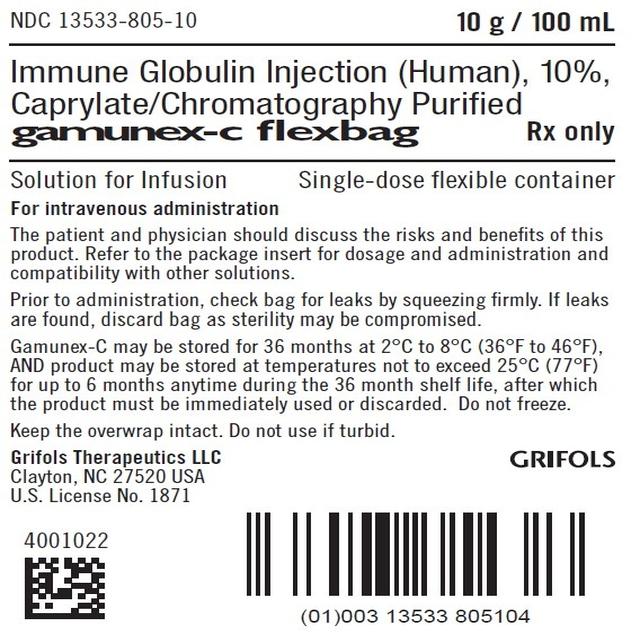 NDC 13533-805-10
10 g / 100 mL
Immune Globulin Injection (Human), 10%,
Caprylate/Chromatography Purified
gamunex-c flexbag
Rx only
Solution for Infusion
Single-dose flexible container
For intravenous administration
The patient and physician should discuss the risks and benefits of this
product. Refer to the package insert for dosage and administration and
compatibility with other solutions.
Prior to administration, check bag for leaks by squeezing firmly. If leaks
are found, discard bag as sterility may be compromised.
Gamunex-C may be stored for 36 months at 2°C to 8°C (36°F to 46°F),
AND product may be stored at temperatures not to exceed 25°C (77°F)
for up to 6 months anytime during the 36 month shelf life, after which
the product must be immediately used or discarded.  Do not freeze.
Keep the overwrap intact. Do not use if turbid.
Grifols Therapeutics LLC
GRIFOLS
Clayton, NC 27520 USA
U.S. License No. 1871
4001022
(01)003 13533 805104